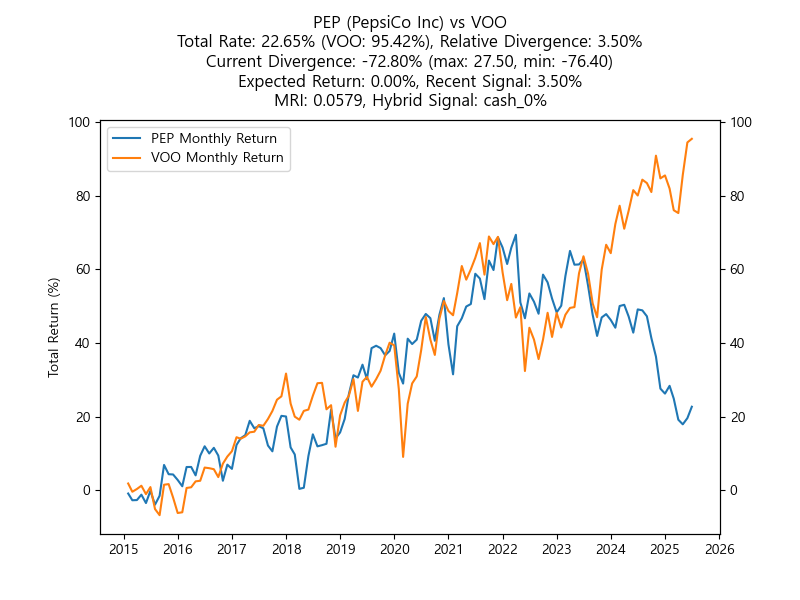 PEP (PepsiCo Inc) vs VOO
Total Rate: 22.65% (VOO: 95.42%), Relative Divergence: 3.50%
Current Divergence: -72.80% (max: 27.50, min: -76.40)
Expected Return: 0.00%, Recent Signal: 3.50%
MRI: 0.0579, Hybrid Signal: cash_0%
PEP Monthly Return
VOO Monthly Return
Total Return (%)
100
80
60
40
20
0
100
80
60
40
20
0
2015 2016 2017 2018 2019 2020 2021 2022 2023 2024 2025 2026